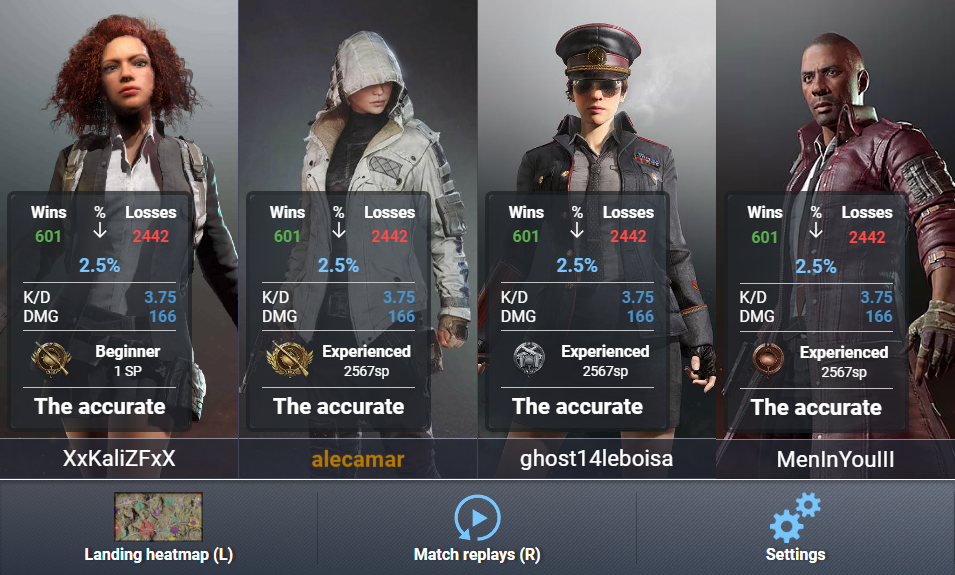 Wins % Losses
601 2442
2.5%
K/D 3.75
DMG 166
Beginner
1 SP
The accurate
XxKaliZFxX
Wins % Losses
601 2442
2.5%
K/D 3.75
DMG 166
Experienced
2567sp
The accurate
alecamar
Wins % Losses
601 2442
2.5%
K/D 3.75
DMG 166
Experienced
2567sp
The accurate
ghost14leboisa
Wins % Losses
601 2442
2.5%
K/D 3.75
DMG 166
Experienced
2567sp
The accurate
MenInYouIII
Landing heatmap (L)
Match replays (R)
Settings